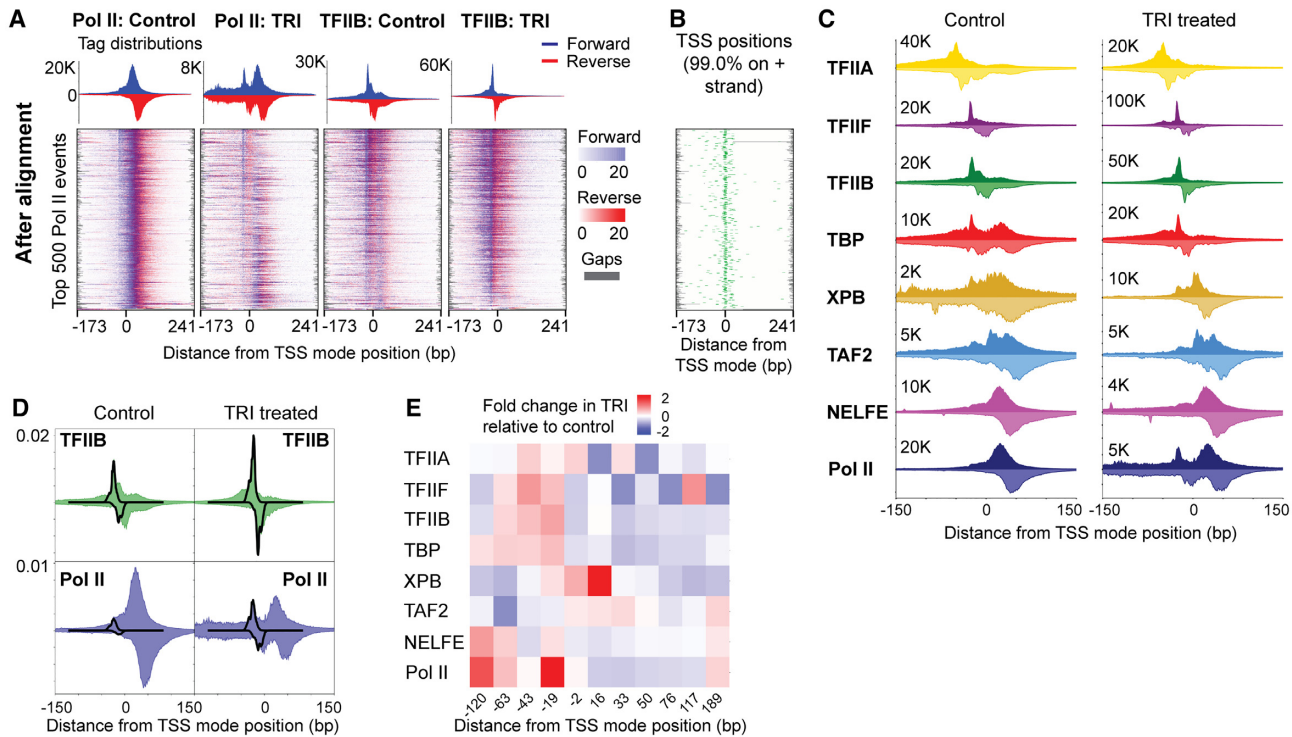 A
Pol II: Control Pol II: TRI TFIIB: Control TFIIB: TRI
Tag distributions
Forward
Reverse
20K 8K 30K 60K
0
After alignment
Top 500 Pol II events
Forward
0 20
Reverse
0 20
Gaps
-173 0 241 -173 0 241 -173 0 241 -173 0 241
Distance from TSS mode position (bp)
B
TSS positions
(99.0% on +
strand)
-173 0 241
Distance from
TSS mode (bp)
C
Control TRI treated
TFIIA 40K 20K
TFIIF 20K 100K
TFIIB 20K 50K
TBP 10K 20K
XPB 2K 10K
TAF2 5K 5K
NELFE 10K 4K
Pol II 20K 5K
-150 0 150 -150 0 150
Distance from TSS mode position (bp)
D
Control TRI treated
0.02
TFIIB TFIIB
0.01
Pol II Pol II
-150 0 150 0 150
Distance from TSS mode position (bp)
E
Fold change in TRI
relative to control
2
0
-2
TFIIA
TFIIF
TFIIB
TBP
XPB
TAF2
NELFE
Pol II
-120 -63 -43 -19 -2 16 33 50 76 117 189
Distance from TSS mode position (bp)